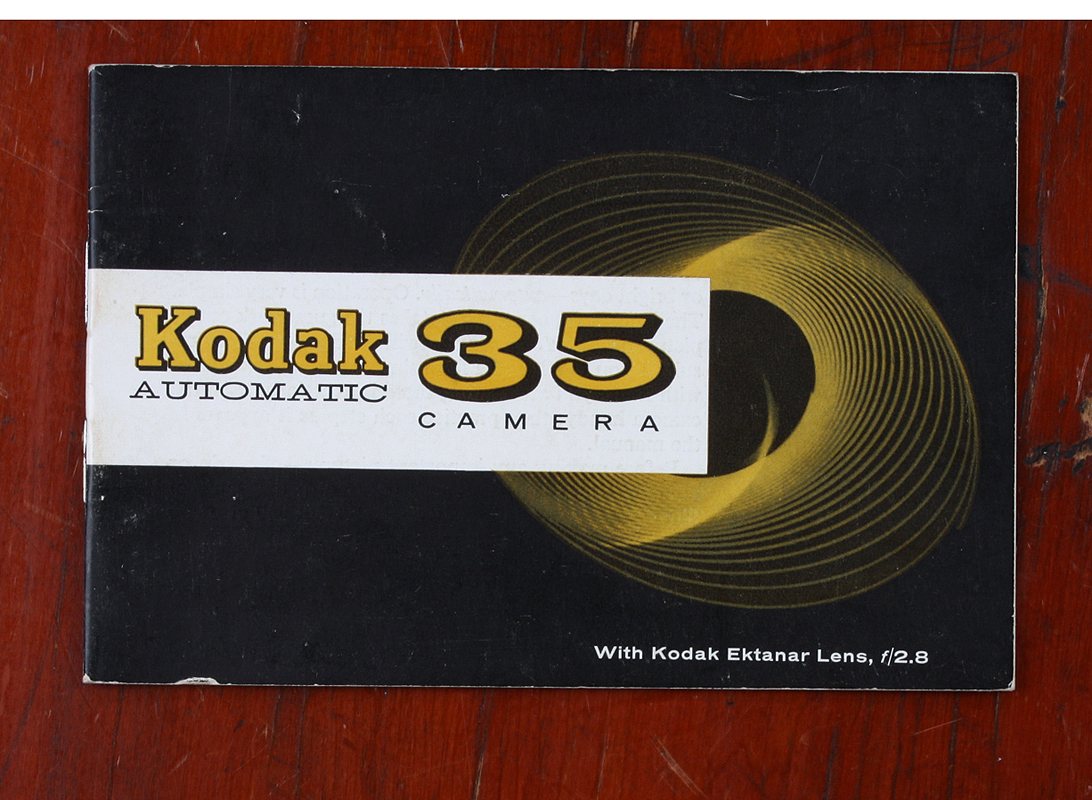 Kodak 35
AUTOMATIC
CAMERA
With Kodak Ektanar Lens, f/2.8